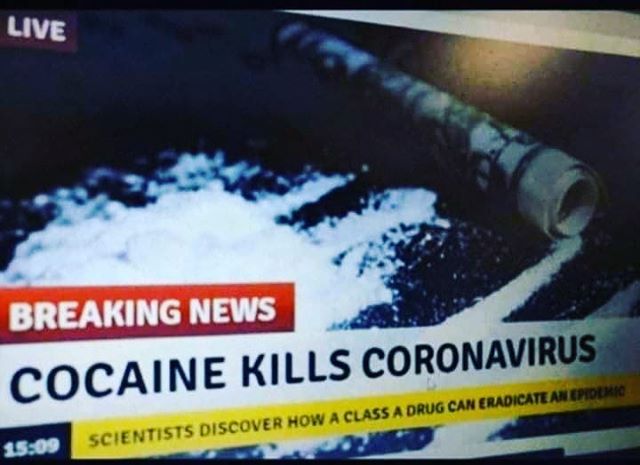 LIVE
BREAKING NEWS
COCAINE KILLS CORONAVIRUS
15:09 SCIENTISTS DISCOVER HOW A CLASS A DRUG CAN ERADICATE AN EPIDEMIC